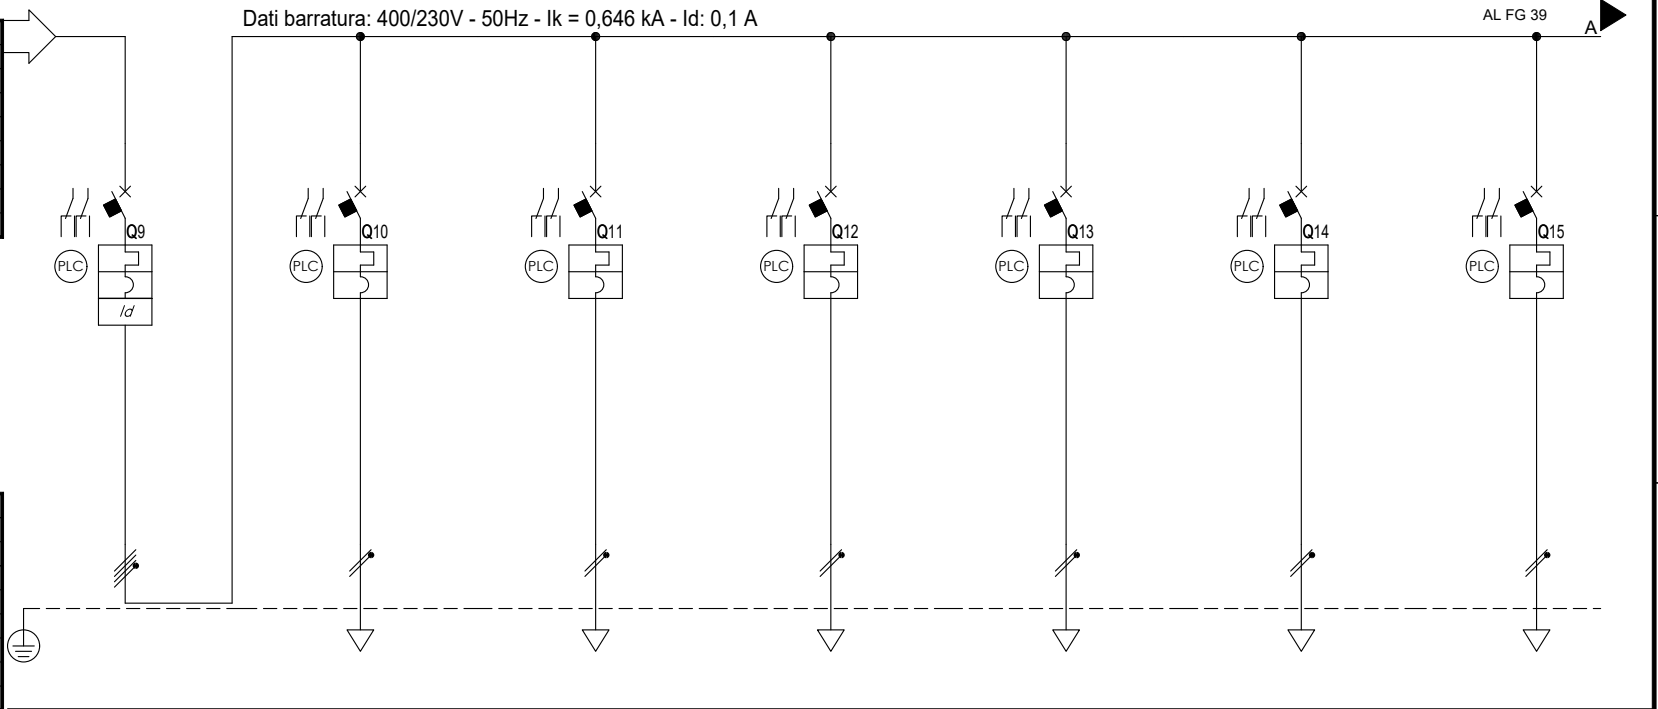 Dati barratura: 400/230V - 50Hz - Ik = 0,646 kA - Id: 0,1 A
AL FG 39
A
Q9
Q10
Q11
Q12
Q13
Q14
Q15
PLC
PLC
PLC
PLC
PLC
PLC
PLC
Id